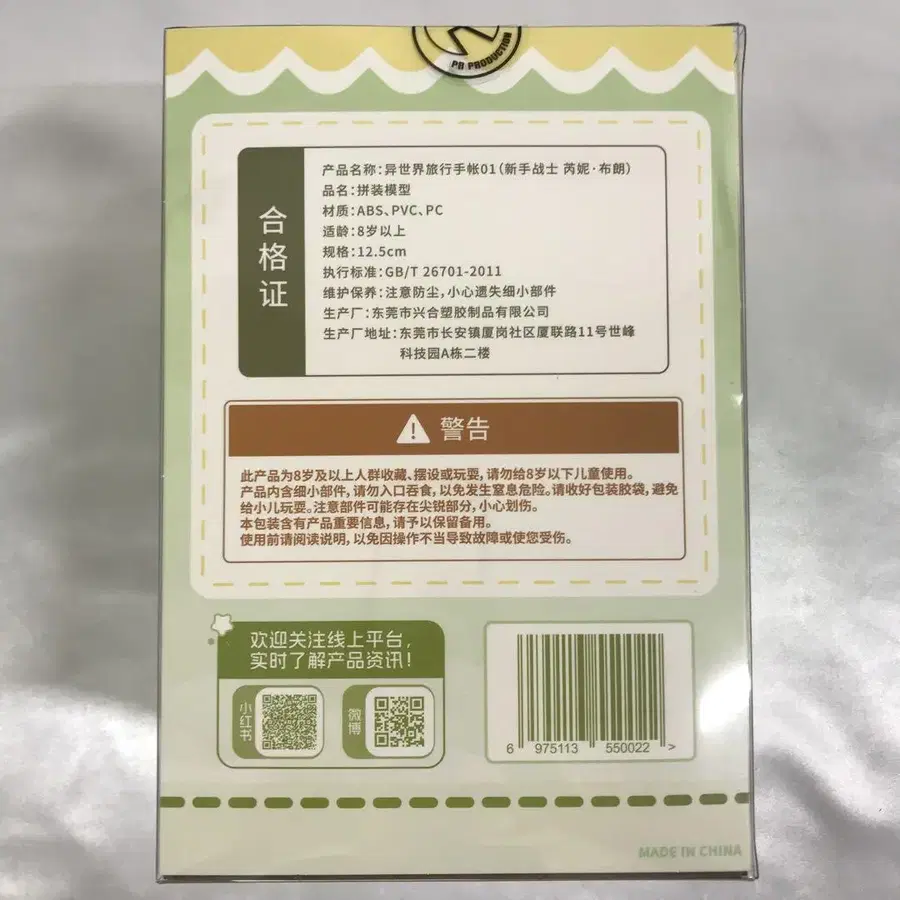 PR PRODUCTION
合格证
产品名称:异世界旅行手帐01(新手战士 芮妮·布朗)
品名:拼装模型
材质:ABS、PVC、PC
适龄:8岁以上
规格:12.5cm
执行标准:GB/T 26701-2011
维护保养:注意防尘,小心遗失细小部件
生产厂:东莞市兴合塑胶制品有限公司
生产厂地址:东莞市长安镇厦岗社区厦联路11号世峰
科技园A栋二楼
警告
此产品为8岁及以上人群收藏、摆设或玩耍,请勿给8岁以下儿童使用。
产品内含细小部件,请勿入口吞食,以免发生窒息危险。请收好包装胶袋,避免
给小儿玩耍。注意部件可能存在尖锐部分,小心划伤。
本包装含有产品重要信息,请予以保留备用。
使用前请阅读说明,以免因操作不当导致故障或使您受伤。
欢迎关注线上平台,
实时了解产品资讯!
小红书
微博
6 975113 550022 >
MADE IN CHINA